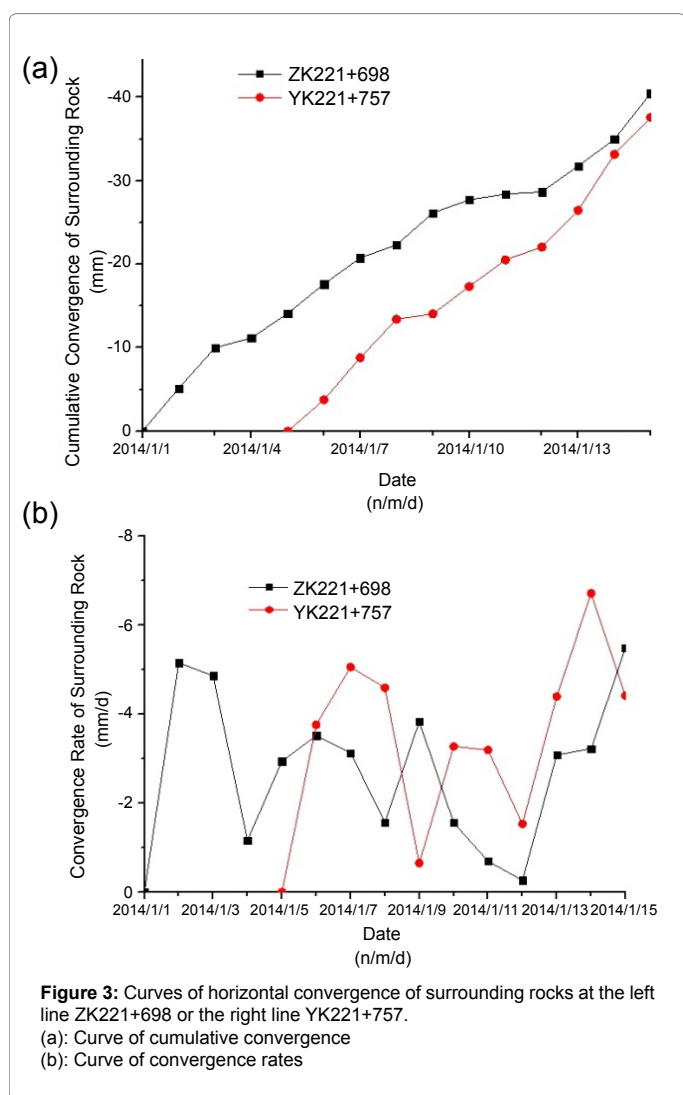 (a)
ZK221+698
YK221+757
Cumulative Convergence of Surrounding Rock
(mm)
-40
-30
-20
-10
0
2014/1/1 2014/1/4 2014/1/7 2014/1/10 2014/1/13
Date
(n/m/d)
(b)
ZK221+698
YK221+757
Convergence Rate of Surrounding Rock
(mm/d)
-8
-6
-4
-2
0
2014/1/1 2014/1/3 2014/1/5 2014/1/7 2014/1/9 2014/1/11 2014/1/13 2014/1/15
Date
(n/m/d)
Figure 3: Curves of horizontal convergence of surrounding rocks at the left
line ZK221+698 or the right line YK221+757.
(a): Curve of cumulative convergence
(b): Curve of convergence rates